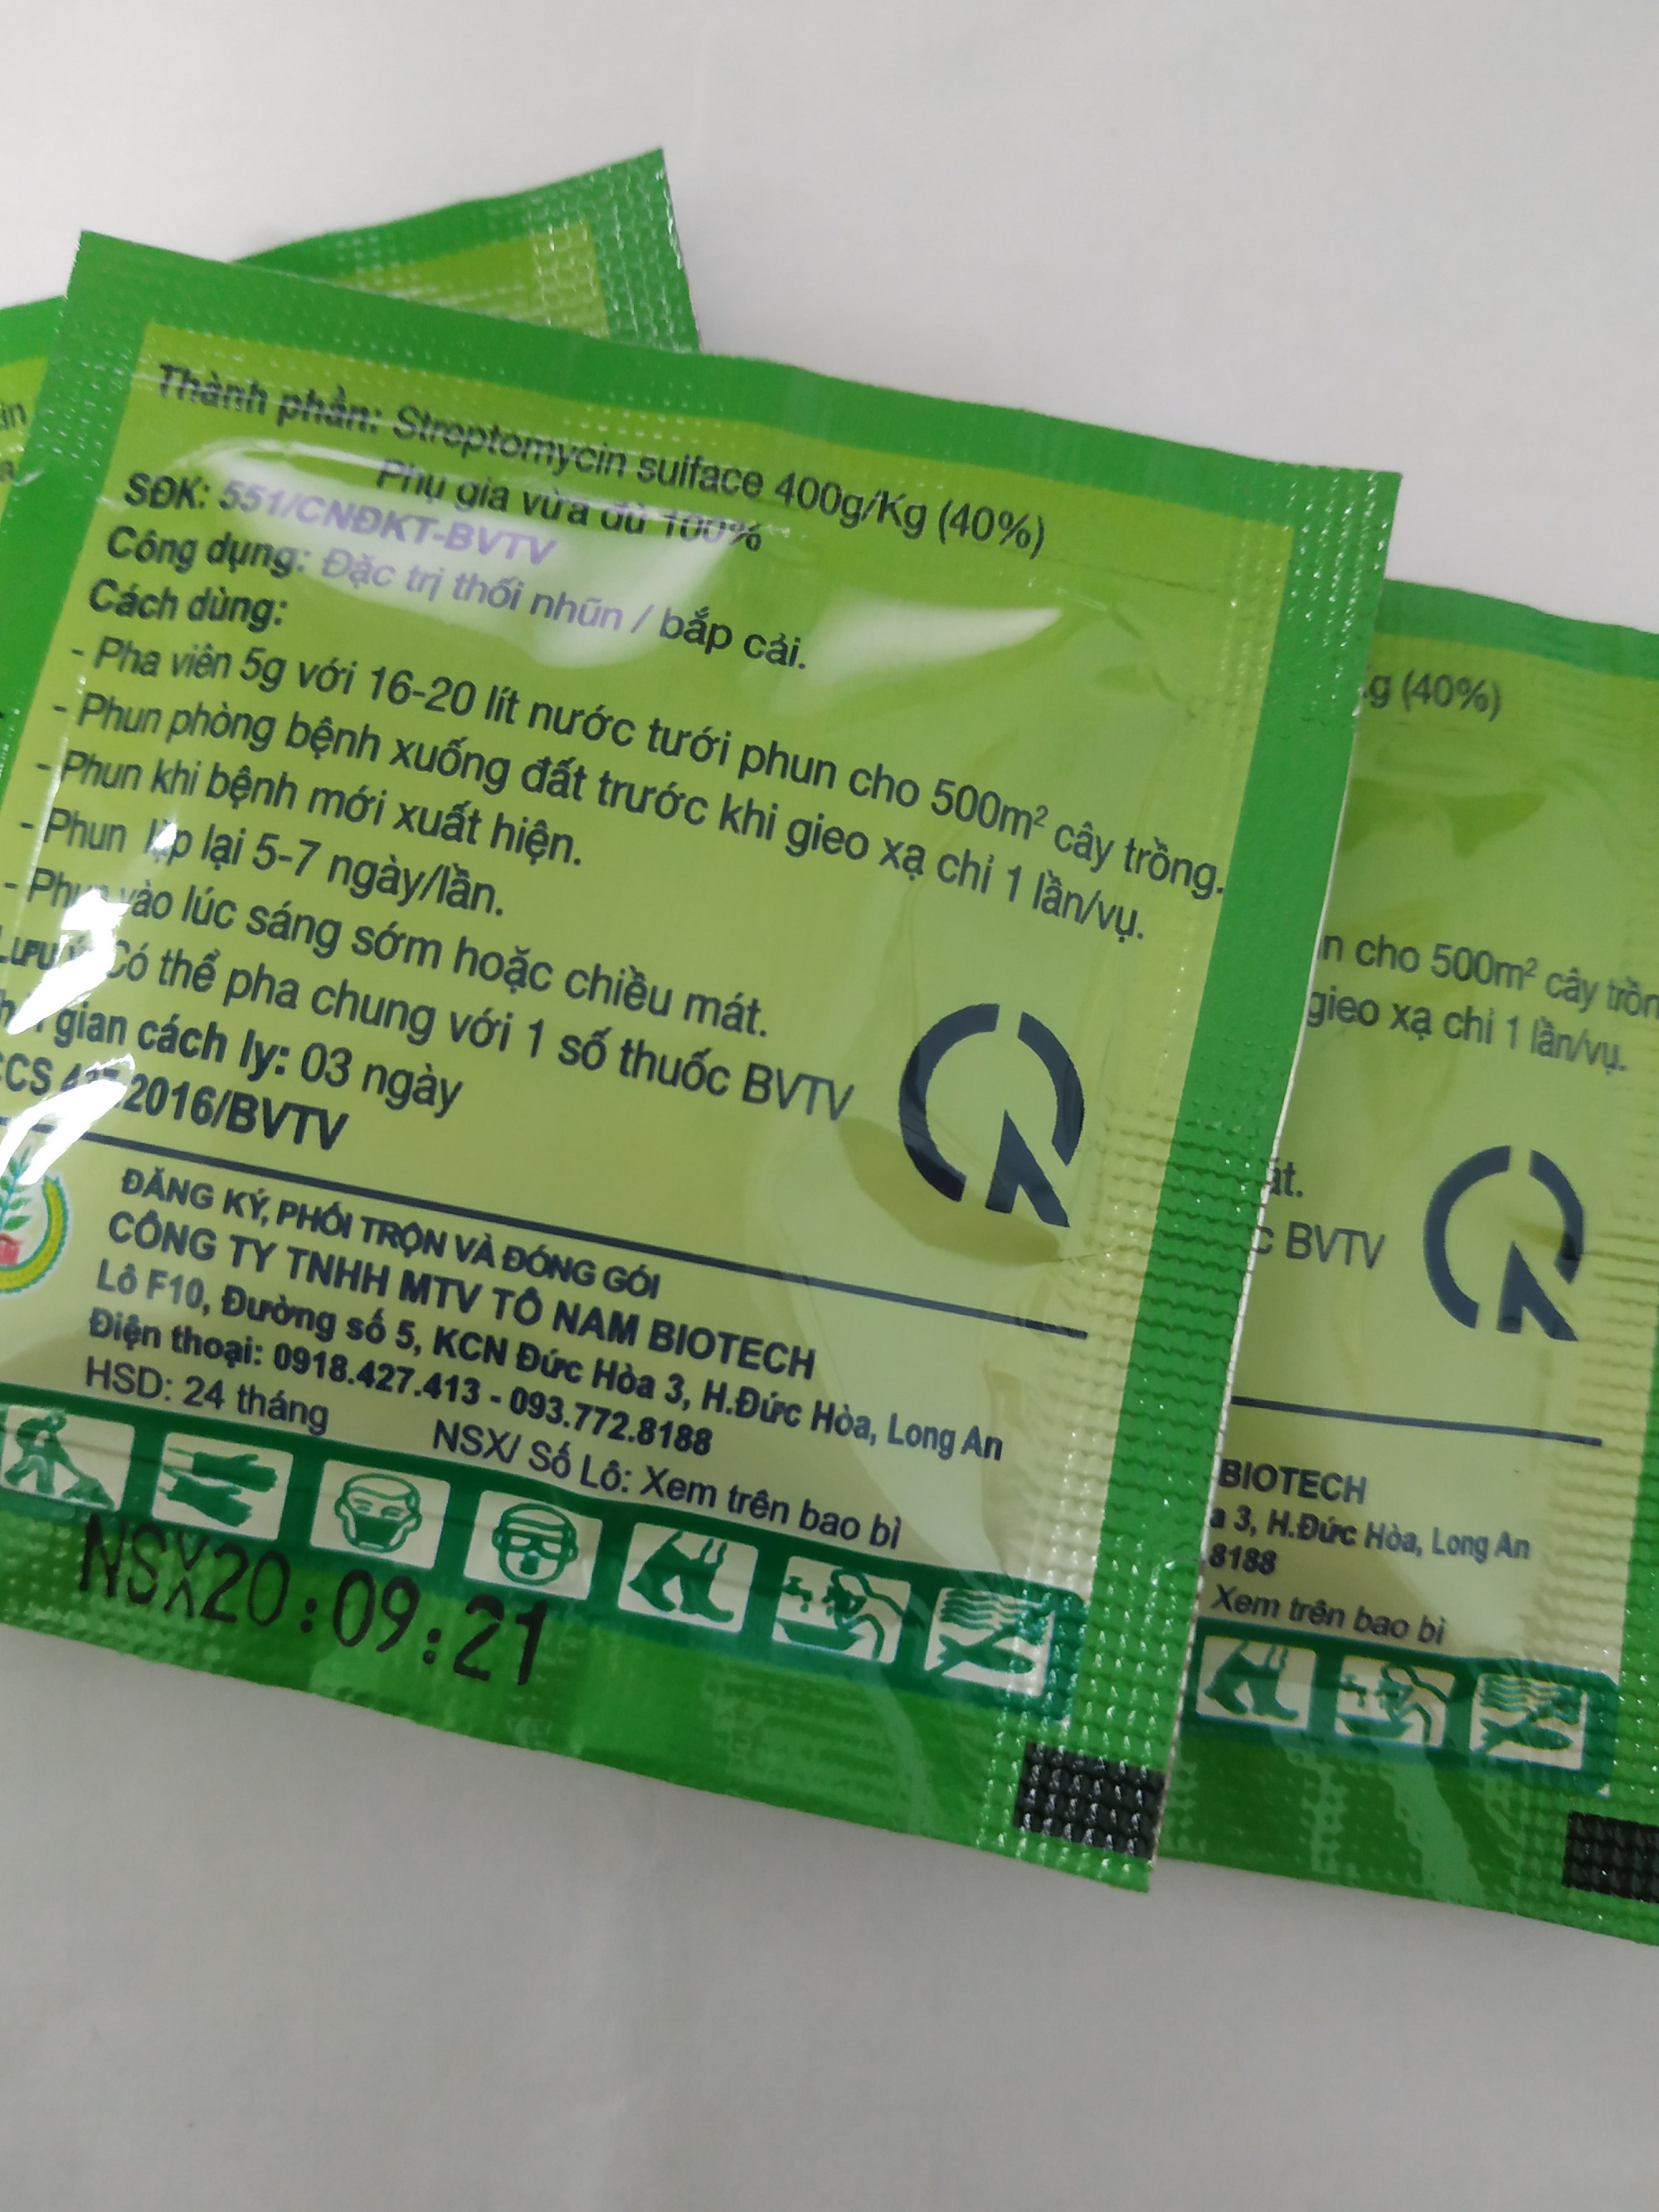 Thành phần: Streptomycin sulface 400g/Kg (40%)
Phụ gia vừa đủ 100%
SĐK: 551/CNĐKT-BVTV
Công dụng: Đặc trị thối nhũn / bắp cải.
Cách dùng:
- Pha viên 5g với 16-20 lít nước tưới phun cho 500m² cây trồng.
- Phun phòng bệnh xuống đất trước khi gieo xạ chỉ 1 lần/vụ.
- Phun khi bệnh mới xuất hiện.
- Phun lặp lại 5-7 ngày/lần.
- Phun vào lúc sáng sớm hoặc chiều mát.
Lưu ý: Có thể pha chung với 1 số thuốc BVTV
gian cách ly: 03 ngày
2016/BVTV
ĐĂNG KÝ, PHỐI TRỘN VÀ ĐÓNG GÓI
CÔNG TY TNHH MTV TÔ NAM BIOTECH
Lô F10, Đường số 5, KCN Đức Hòa 3, H.Đức Hòa, Long An
Điện thoại: 0918.427.413 - 093.772.8188
HSD: 24 tháng NSX/ Số Lô: Xem trên bao bì
NSX20:09:21
g (40%)
n cho 500m² cây trồn
gieo xạ chỉ 1 lần/vụ.
át.
c BVTV
BIOTECH
a 3, H.Đức Hòa, Long An
8188
Xem trên bao bì